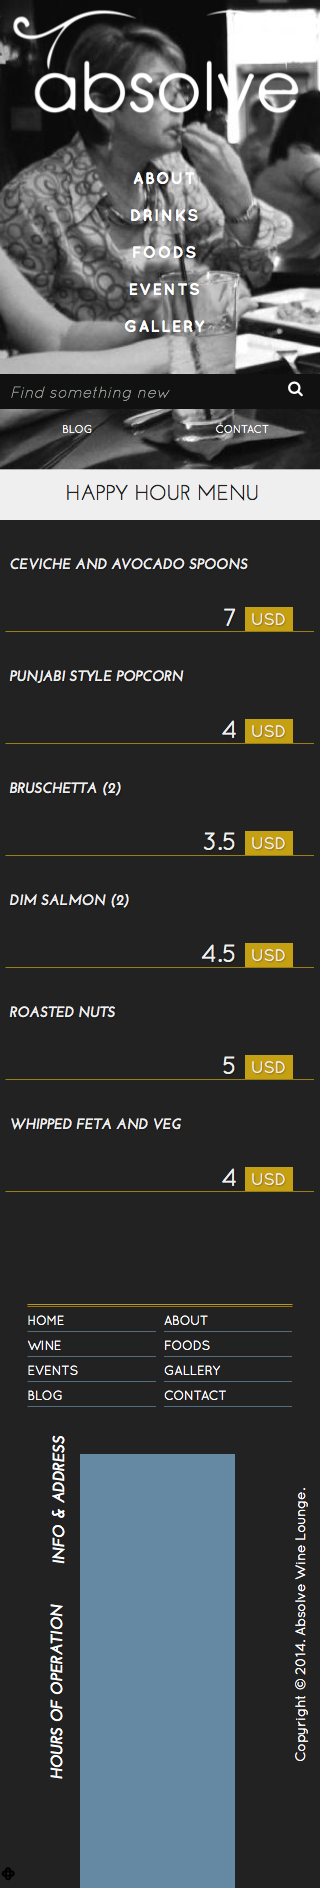 absolve
ABOUT
DRINKS
FOODS
EVENTS
GALLERY
Find something new
BLOG CONTACT
HAPPY HOUR MENU
CEVICHE AND AVOCADO SPOONS
7 USD
PUNJABI STYLE POPCORN
4 USD
BRUSCHETTA (2)
3.5 USD
DIM SALMON (2)
4.5 USD
ROASTED NUTS
5 USD
WHIPPED FETA AND VEG
4 USD
HOME ABOUT
WINE FOODS
EVENTS GALLERY
BLOG CONTACT
INFO & ADDRESS
HOURS OF OPERATION
Copyright © 2014. Absolve Wine Lounge.